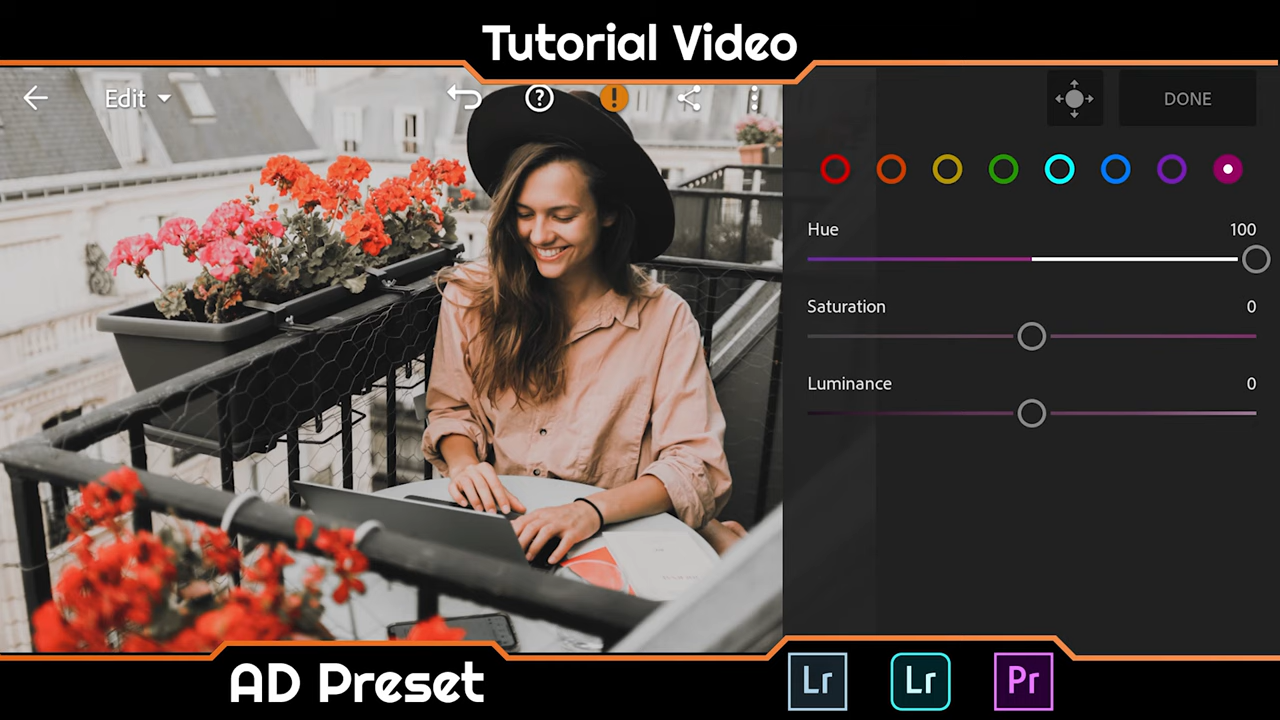 Tutorial Video
Edit
DONE
Hue 100
Saturation 0
Luminance 0
AD Preset
Lr Lr Pr